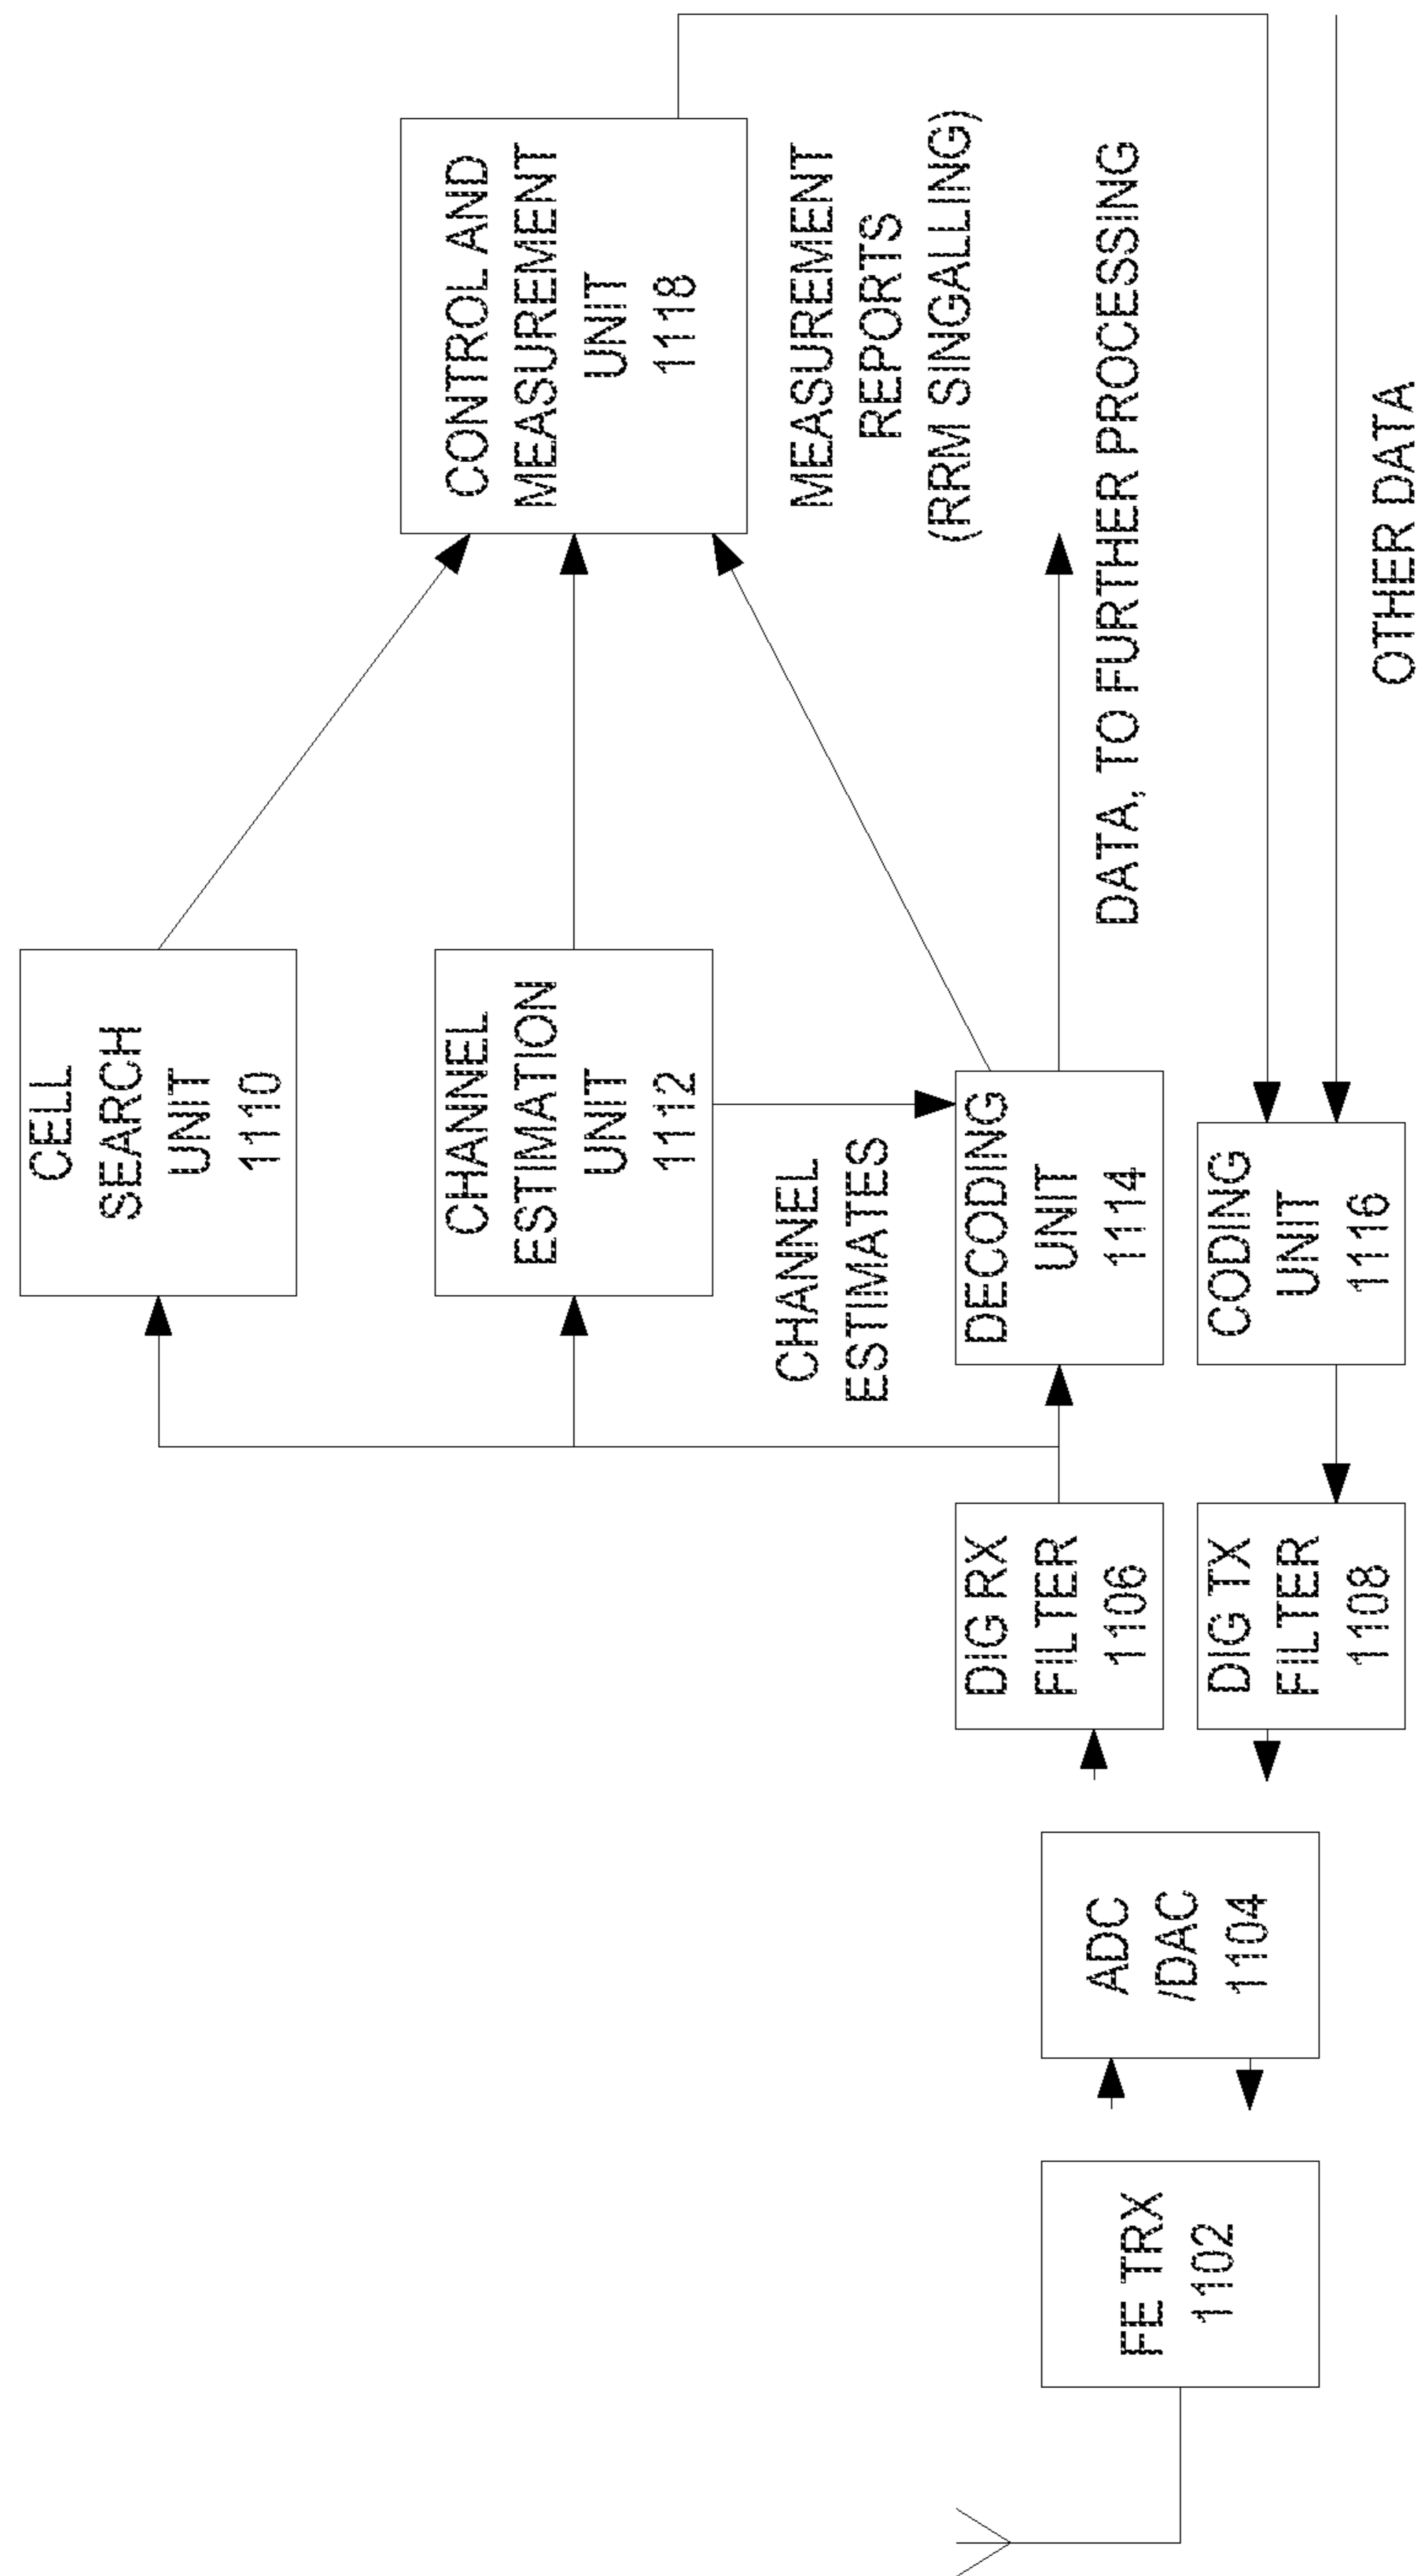 CELL
SEARCH
UNIT
1110
CHANNEL
ESTIMATION
UNIT
1112
CONTROL AND
MEASUREMENT
UNIT
1118
CHANNEL
ESTIMATES
MEASUREMENT
REPORTS
(RRM SINGALLING)
FE TRX
1102
ADC
/DAC
1104
DIG RX
FILTER
1106
DECODING
UNIT
1114
DATA, TO FURTHER PROCESSING
DIG TX
FILTER
1108
CODING
UNIT
1116
OTHER DATA